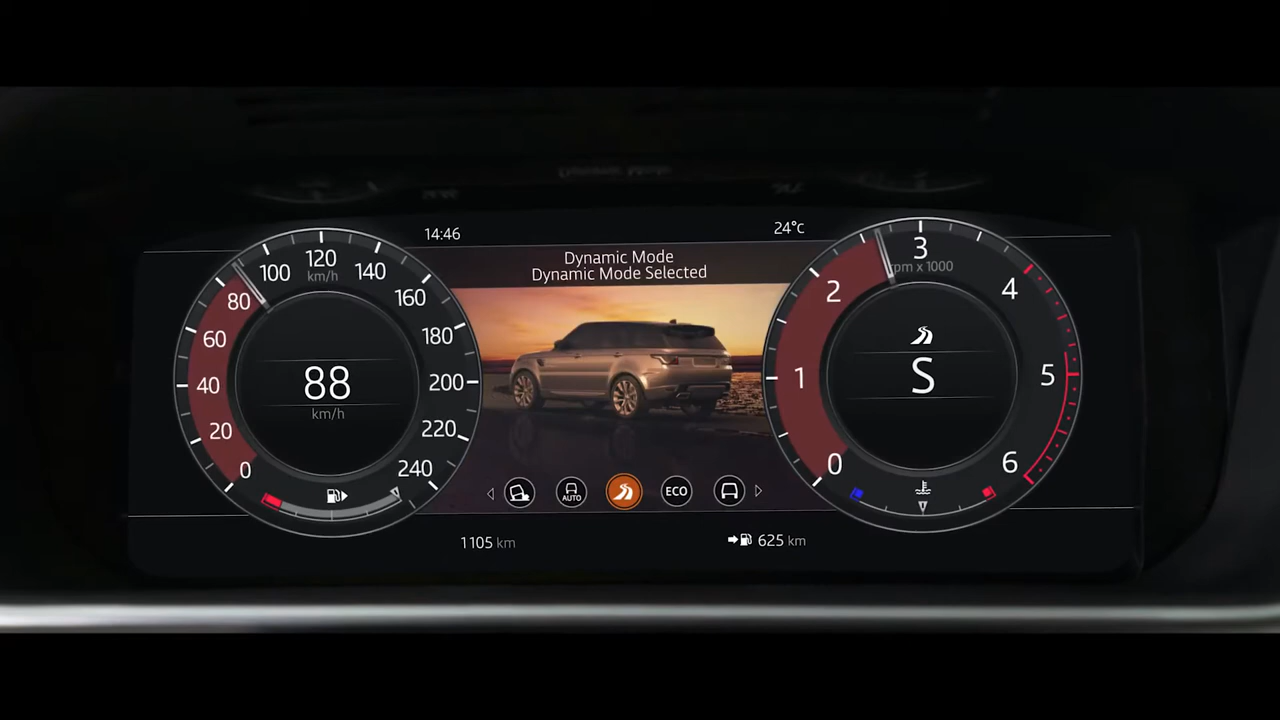 14:46
24°c
Dynamic Mode
Dynamic Mode Selected
0
20
40
60
80
100
120
140
160
180
200
220
240
km/h
88
km/h
0
1
2
3
4
5
6
rpm x 1000
S
AUTO
ECO
1105 km
625 km